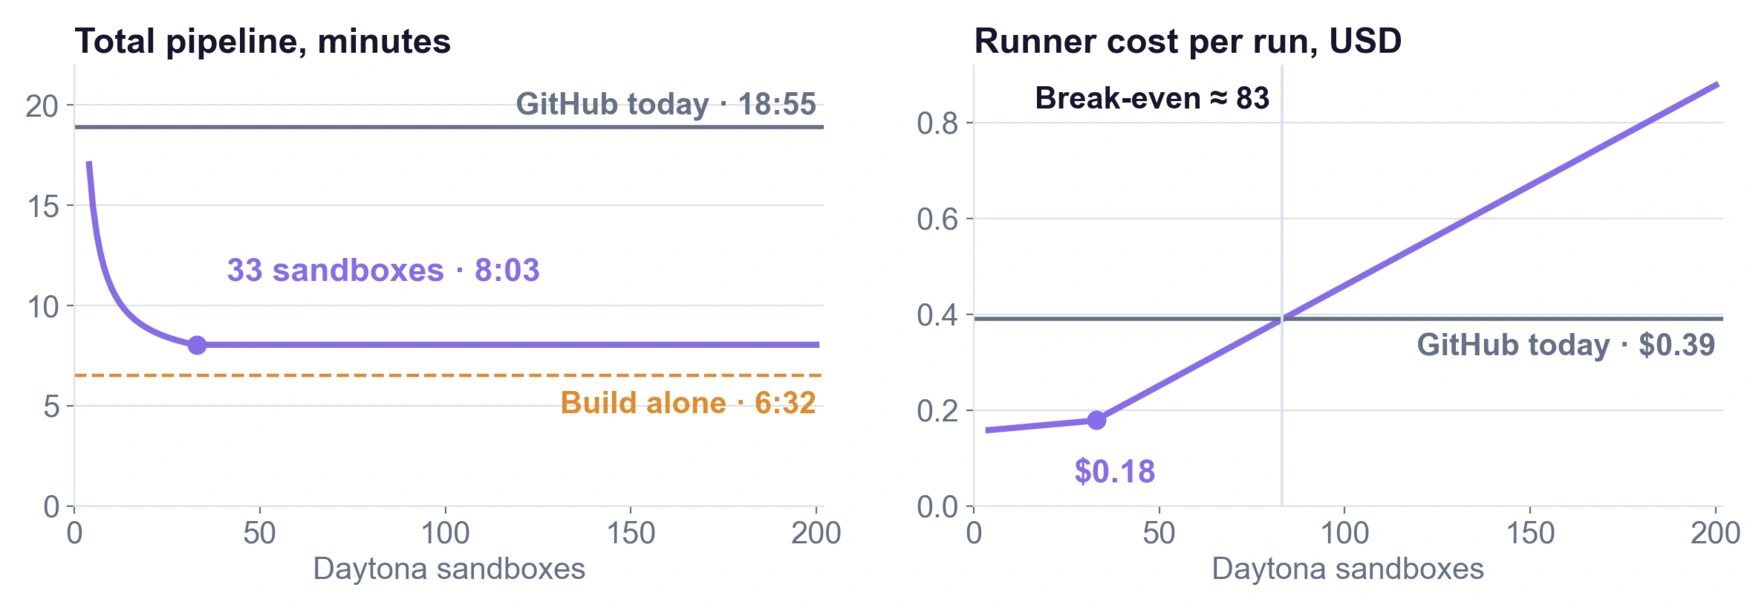 Total pipeline, minutes
20
15
10
5
0
GitHub today · 18:55
33 sandboxes · 8:03
Build alone · 6:32
0 50 100 150 200
Daytona sandboxes
Runner cost per run, USD
Break-even ≈ 83
0.8
0.6
0.4
0.2
0.0
GitHub today · $0.39
$0.18
0 50 100 150 200
Daytona sandboxes